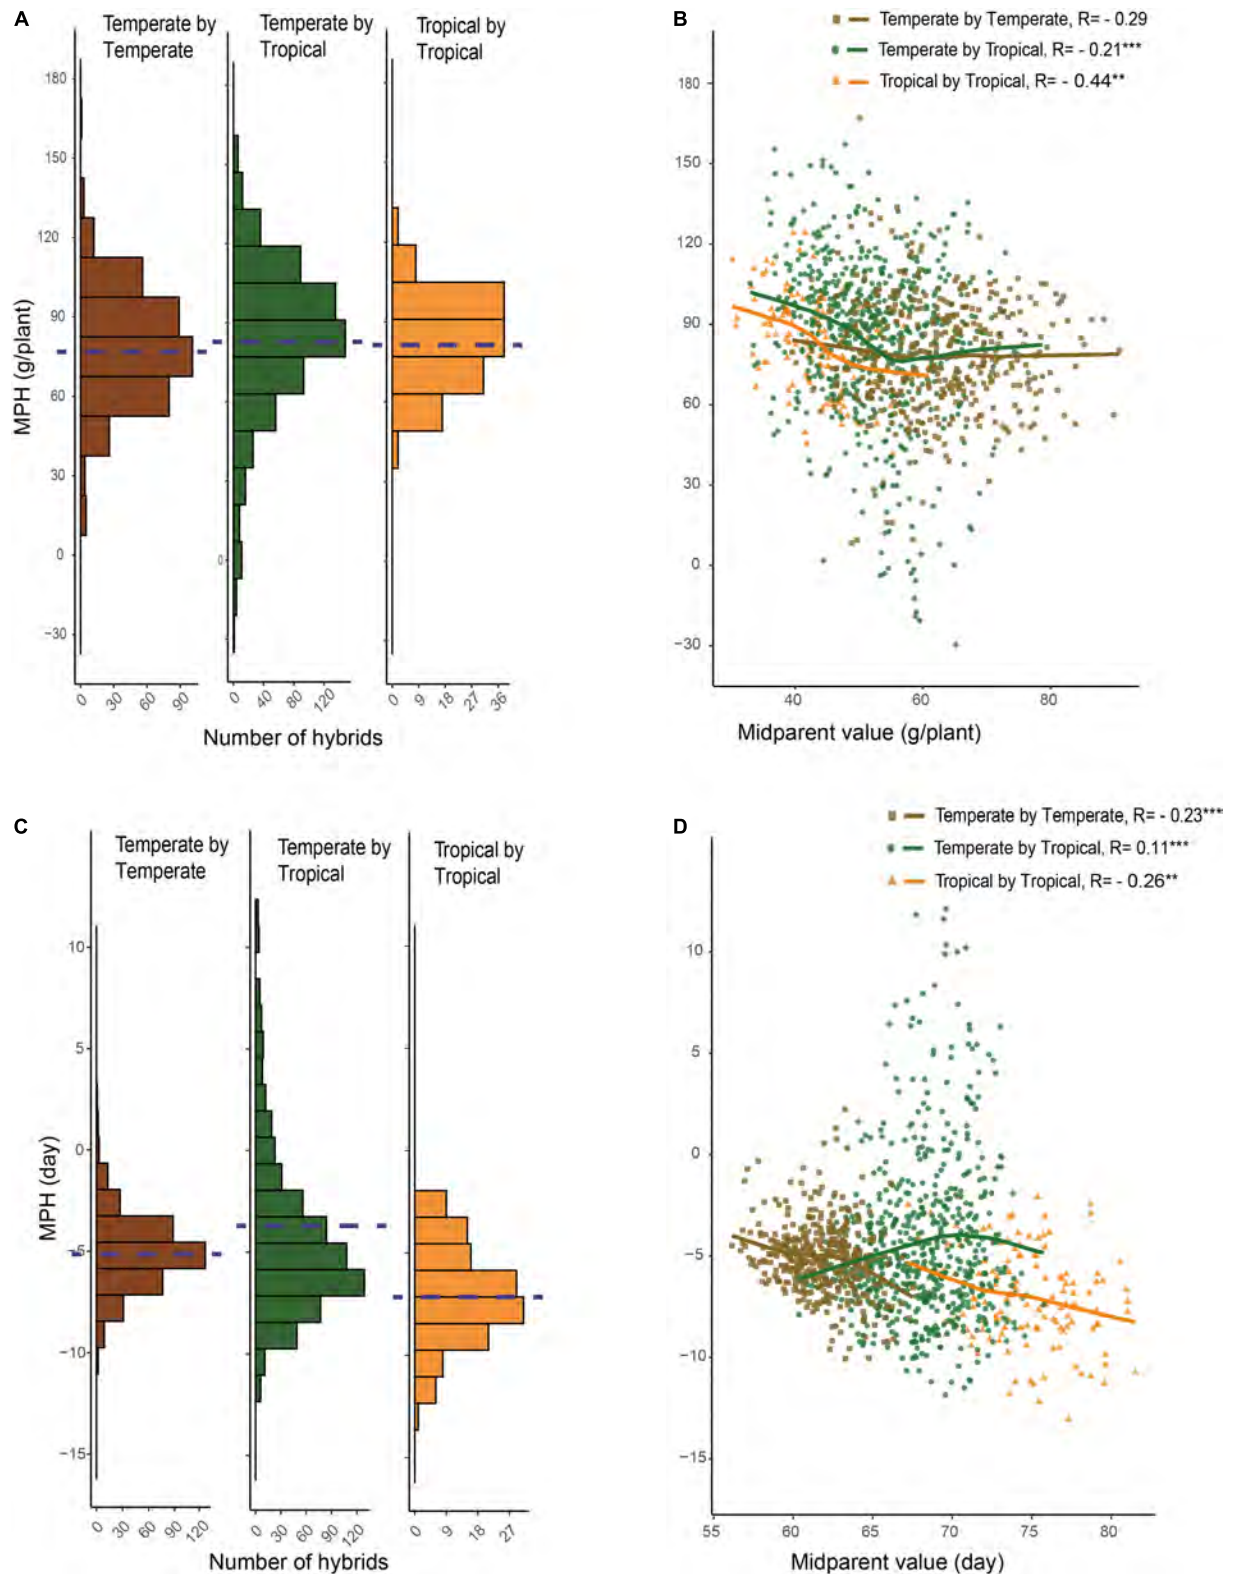 A
Temperate by
Temperate
Temperate by
Tropical
Tropical by
Tropical
MPH (g/plant)
180
150
120
90
60
30
0
−30
0
0 30 60 90
0 40 80 120
0 9 18 27 36
Number of hybrids
B
Temperate by Temperate, R= - 0.29
Temperate by Tropical, R= - 0.21***
Tropical by Tropical, R= - 0.44**
180
150
120
90
60
30
0
−30
40 60 80
Midparent value (g/plant)
C
Temperate by
Temperate
Temperate by
Tropical
Tropical by
Tropical
MPH (day)
10
5
0
−5
−10
−15
0 30 60 90 120
0 30 60 90 120
0 9 18 27
Number of hybrids
D
Temperate by Temperate, R= - 0.23***
Temperate by Tropical, R= 0.11***
Tropical by Tropical, R= - 0.26**
10
5
0
−5
−10
−15
55 60 65 70 75 80
Midparent value (day)